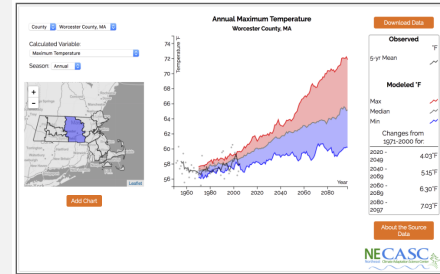 County Worcester County, MA
Calculated Variable:
Maximum Temperature
Season: Annual
+
-
Leaflet
Add Chart
Annual Maximum Temperature
Worcester County, MA
Temperature °F
74
72
70
68
66
64
62
60
58
56
1960 1980 2000 2020 2040 2060 2080
Year
Download Data
Observed
°F
5-yr Mean
Modeled °F
Max
Median
Min
Changes from
1971-2000 for:
2020 -
2049 4.03°F
2040 -
2069 5.15°F
2060 -
2089 6.30°F
2080 -
2097 7.03°F
About the Source
Data
NECASC